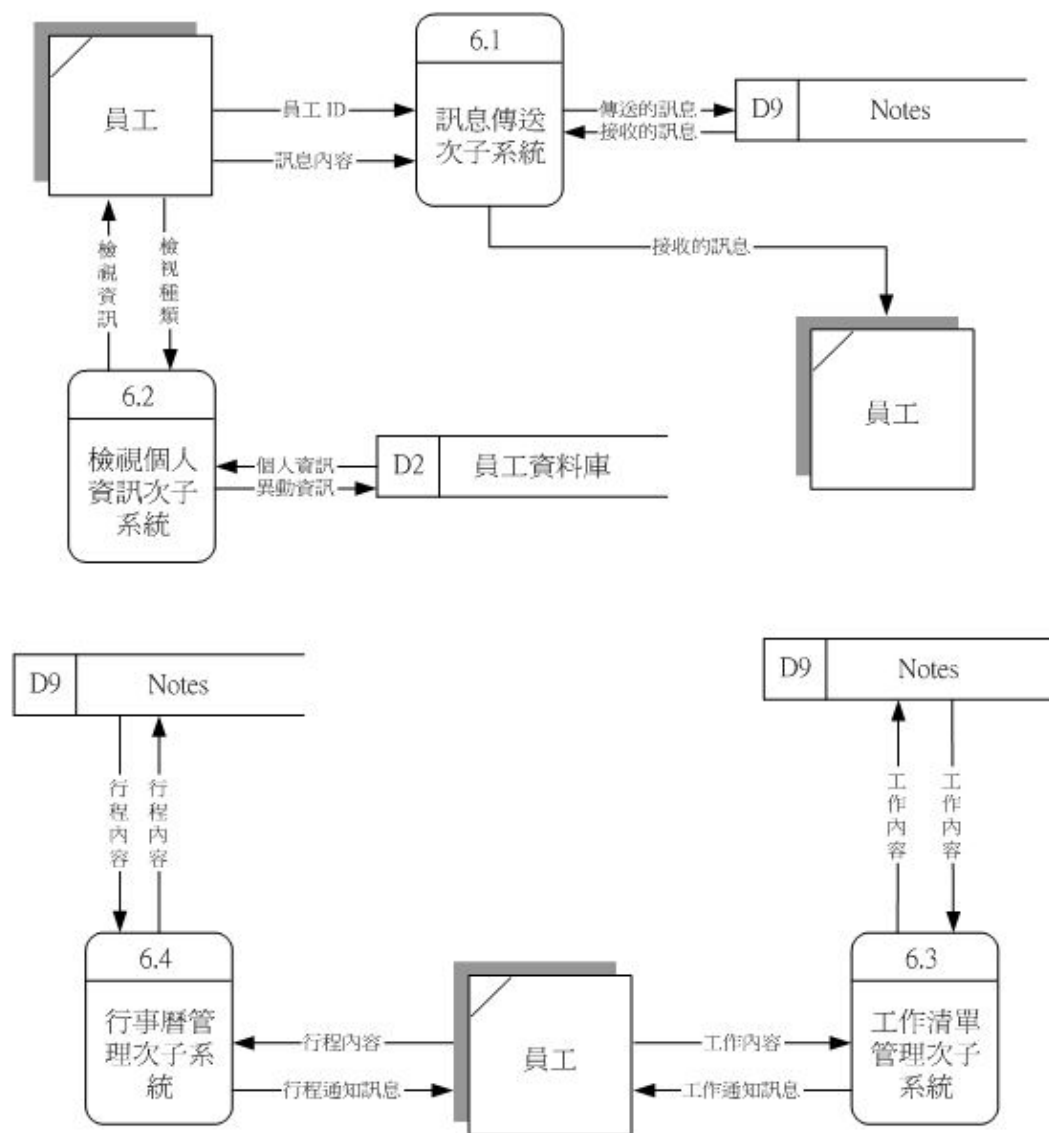 員工
員工 ID
訊息內容
6.1
訊息傳送
次子系統
傳送的訊息
接收的訊息
D9
Notes
接收的訊息
員工
檢視資訊
檢视種類
6.2
檢視個人
資訊次子
系統
個人資訊
異動資訊
D2
員工資料庫
D9
Notes
行程內容
行程內容
6.4
行事曆管
理次子系
統
行程內容
行程通知訊息
員工
工作內容
工作通知訊息
D9
Notes
工作內容
工作內容
6.3
工作清單
管理次子
系統